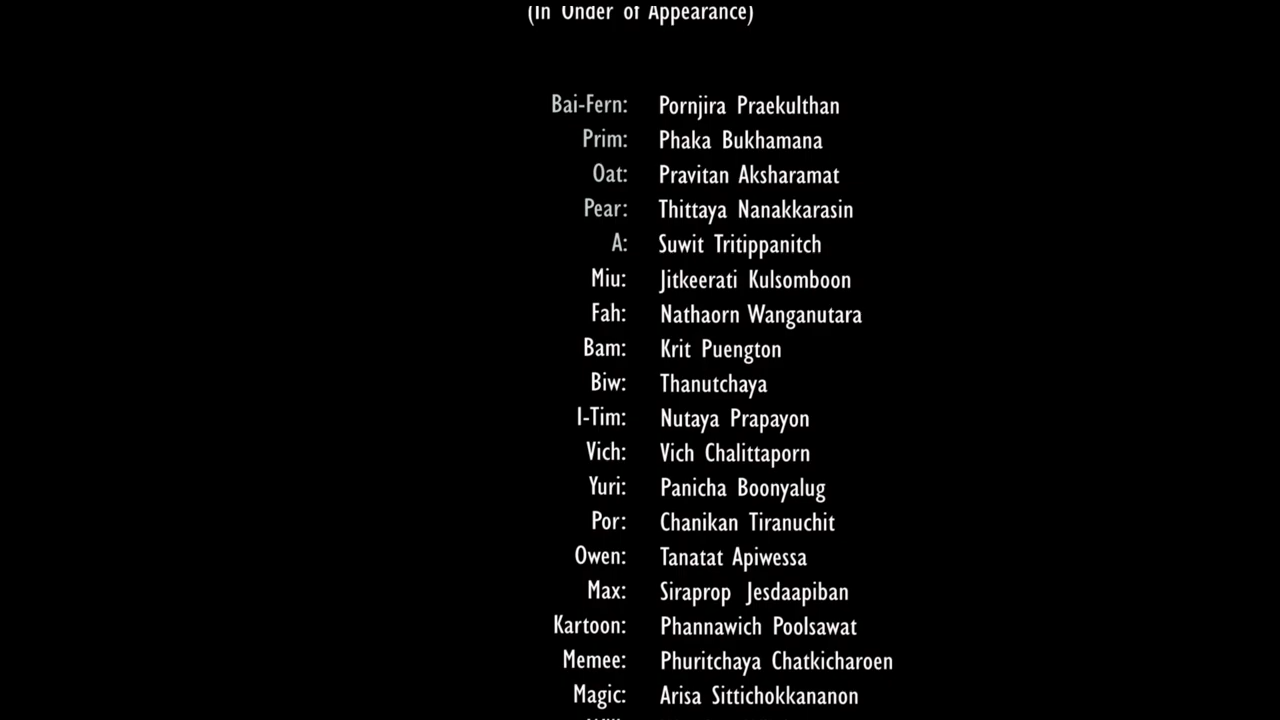 (In Order of Appearance)
Bai-Fern: Pornjira Praekulthan
Prim: Phaka Bukhamana
Oat: Pravitan Aksharamat
Pear: Thittaya Nanakkarasin
A: Suwit Tritippanitch
Miu: Jitkeerati Kulsomboon
Fah: Nathaorn Wanganutara
Bam: Krit Puengton
Biw: Thanutchaya
I-Tim: Nutaya Prapayon
Vich: Vich Chalittaporn
Yuri: Panicha Boonyalug
Por: Chanikan Tiranuchit
Owen: Tanatat Apiwessa
Max: Siraprop Jesdaapiban
Kartoon: Phannawich Poolsawat
Memee: Phuritchaya Chatkicharoen
Magic: Arisa Sittichokkananon